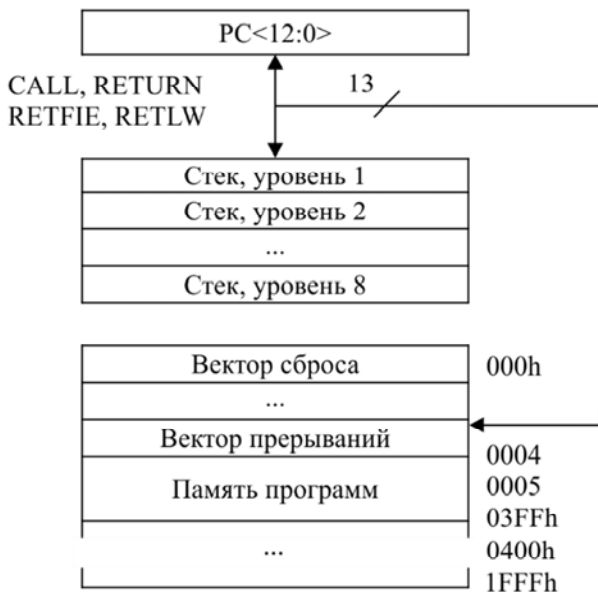 PC<12:0>
CALL, RETURN
RETFIE, RETLW
13
Стек, уровень 1
Стек, уровень 2
...
Стек, уровень 8
Вектор сброса
000h
...
Вектор прерываний
0004
Память программ
0005
03FFh
...
0400h
1FFFh